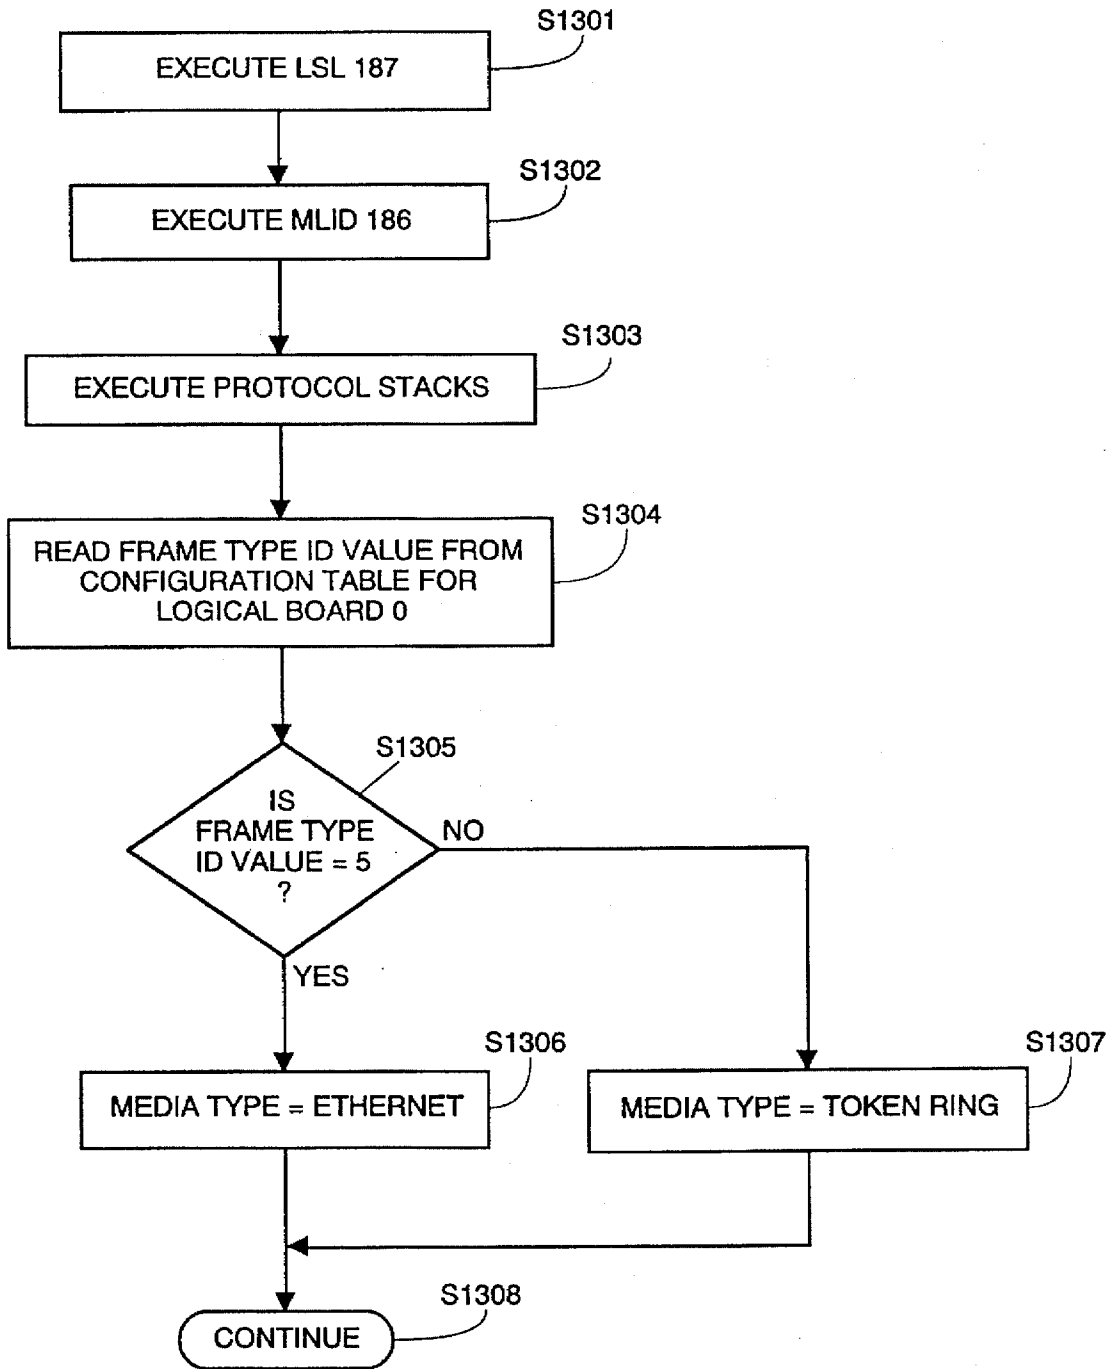 S1301
EXECUTE LSL 187
S1302
EXECUTE MLID 186
S1303
EXECUTE PROTOCOL STACKS
S1304
READ FRAME TYPE ID VALUE FROM
CONFIGURATION TABLE FOR
LOGICAL BOARD 0
S1305
IS
FRAME TYPE
ID VALUE = 5
?
NO
YES
S1306
MEDIA TYPE = ETHERNET
S1307
MEDIA TYPE = TOKEN RING
S1308
CONTINUE